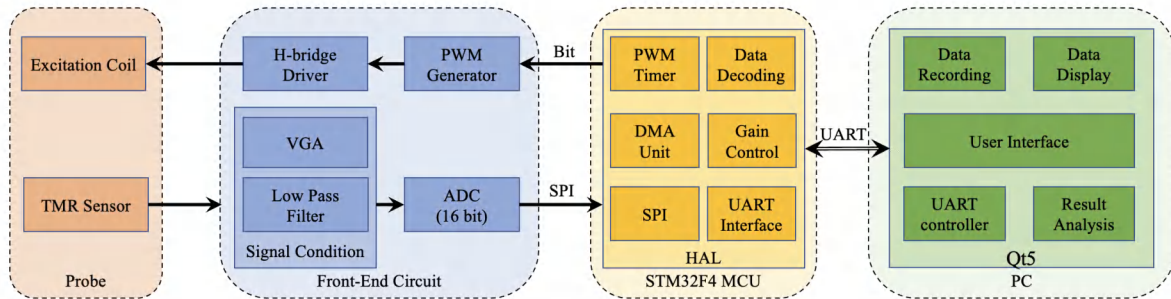 Excitation Coil
TMR Sensor
Probe
H-bridge
Driver
PWM
Generator
VGA
Low Pass
Filter
Signal Condition
ADC
(16 bit)
Front-End Circuit
Bit
SPI
PWM
Timer
Data
Decoding
DMA
Unit
Gain
Control
SPI
UART
Interface
HAL
STM32F4 MCU
UART
Data
Recording
Data
Display
User Interface
UART
controller
Result
Analysis
Qt5
PC